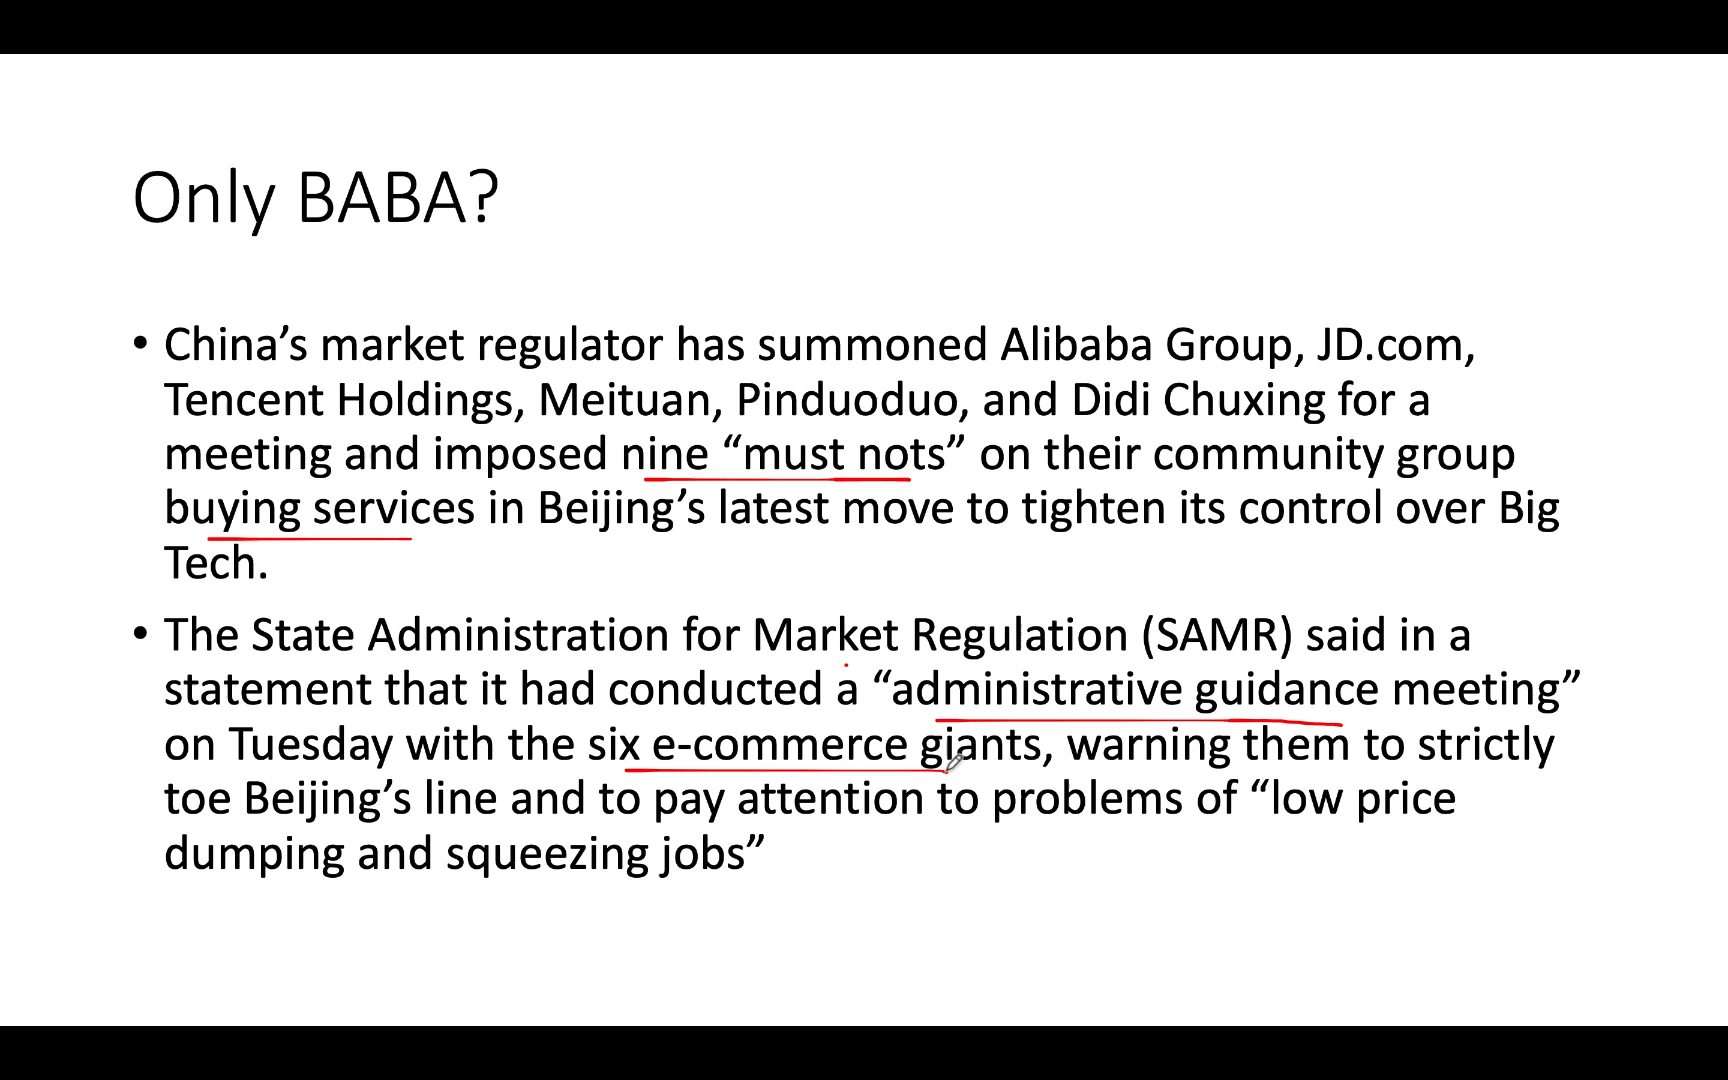 Only BABA?
• China’s market regulator has summoned Alibaba Group, JD.com,
Tencent Holdings, Meituan, Pinduoduo, and Didi Chuxing for a
meeting and imposed nine “must nots” on their community group
buying services in Beijing’s latest move to tighten its control over Big
Tech.
• The State Administration for Market Regulation (SAMR) said in a
statement that it had conducted a “administrative guidance meeting”
on Tuesday with the six e-commerce giants, warning them to strictly
toe Beijing’s line and to pay attention to problems of “low price
dumping and squeezing jobs”